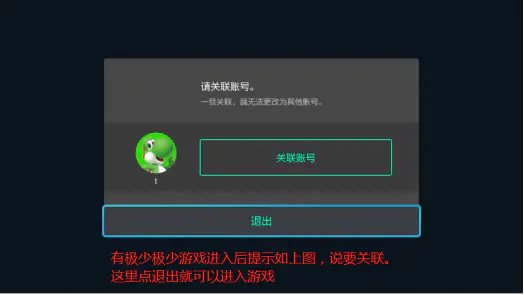 请关联账号。
一旦关联，就无法更改为其他账号。
关联账号
1
退出
有极少极少游戏进入后提示如上图，说要关联。
这里点退出就可以进入游戏